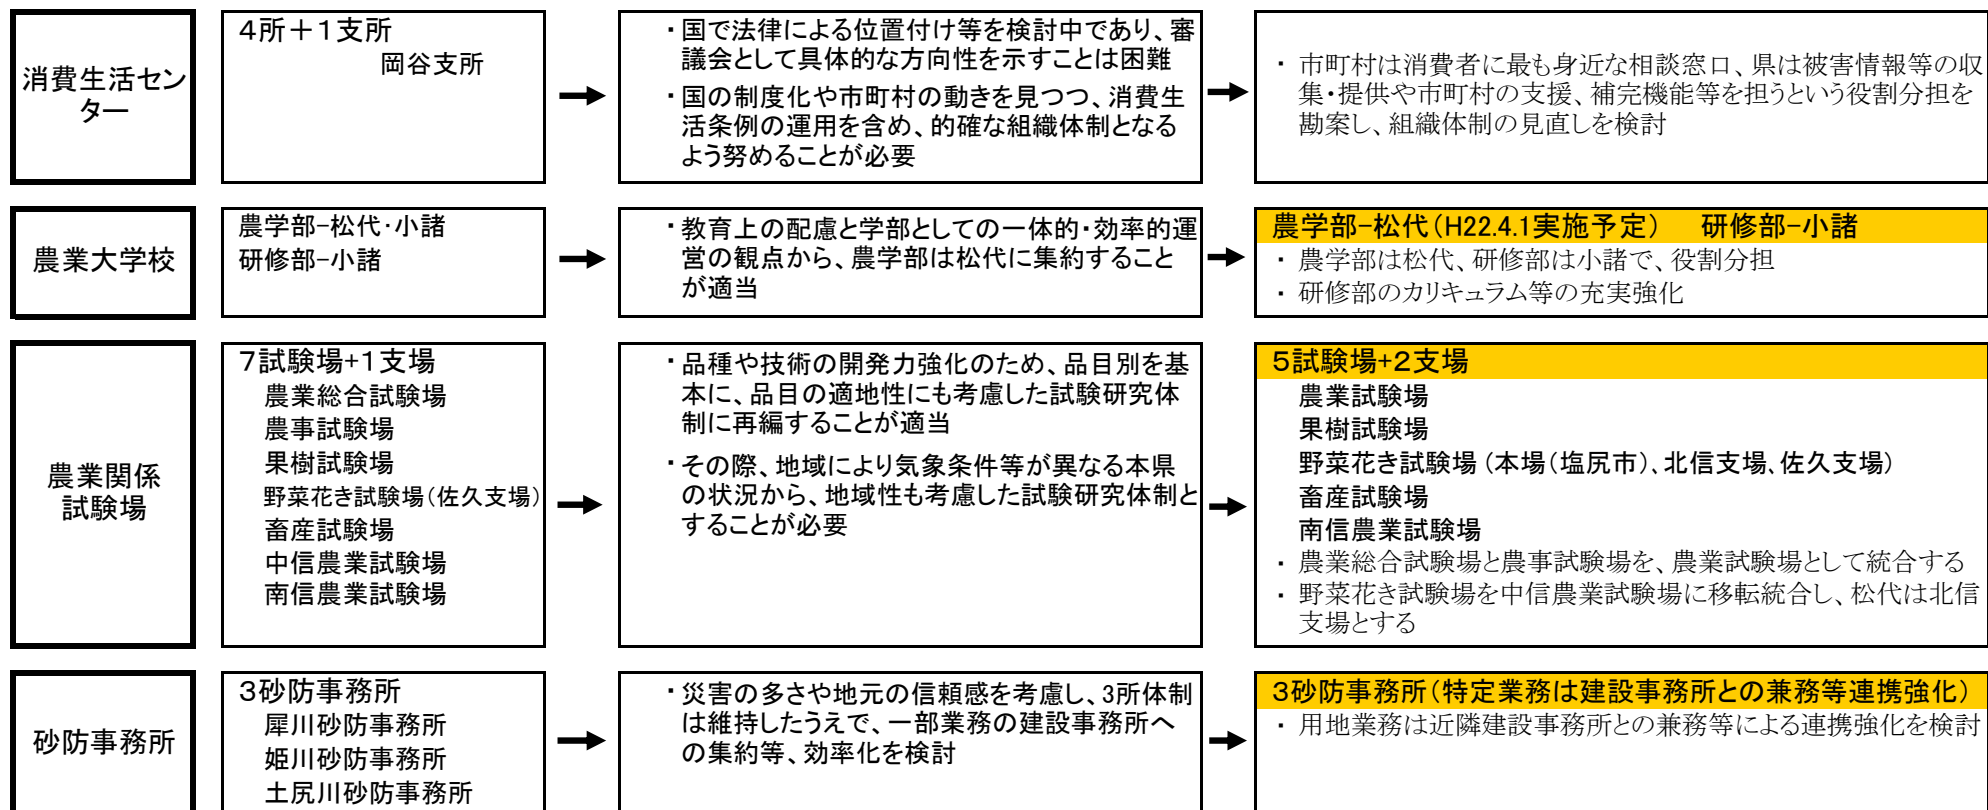 消費生活セン
ター
4所＋1支所
岡谷支所
・国で法律による位置付け等を検討中であり、審
議会として具体的な方向性を示すことは困難
・国の制度化や市町村の動きを見つつ、消費生
活条例の運用を含め、的確な組織体制となる
よう努めることが必要
・ 市町村は消費者に最も身近な相談窓口、県は被害情報等の収
集・提供や市町村の支援、補完機能等を担うという役割分担を
勘案し、組織体制の見直しを検討
農業大学校
農学部-松代・小諸
研修部-小諸
・教育上の配慮と学部としての一体的・効率的運
営の観点から、農学部は松代に集約すること
が適当
農学部-松代(H22.4.1実施予定)　研修部-小諸
・ 農学部は松代、研修部は小諸で、役割分担
・ 研修部のカリキュラム等の充実強化
農業関係
試験場
7試験場+1支場
農業総合試験場
農事試験場
果樹試験場
野菜花き試験場(佐久支場)
畜産試験場
中信農業試験場
南信農業試験場
・品種や技術の開発力強化のため、品目別を基
本に、品目の適地性にも考慮した試験研究体
制に再編することが適当
・その際、地域により気象条件等が異なる本県
の状況から、地域性も考慮した試験研究体制と
することが必要
5試験場+2支場
農業試験場
果樹試験場
野菜花き試験場(本場(塩尻市)、北信支場、佐久支場)
畜産試験場
南信農業試験場
・ 農業総合試験場と農事試験場を、農業試験場として統合する
・ 野菜花き試験場を中信農業試験場に移転統合し、松代は北信
支場とする
砂防事務所
3砂防事務所
犀川砂防事務所
姫川砂防事務所
土尻川砂防事務所
・災害の多さや地元の信頼感を考慮し、3所体制
は維持したうえで、一部業務の建設事務所へ
の集約等、効率化を検討
3砂防事務所(特定業務は建設事務所との兼務等連携強化)
・ 用地業務は近隣建設事務所との兼務等による連携強化を検討